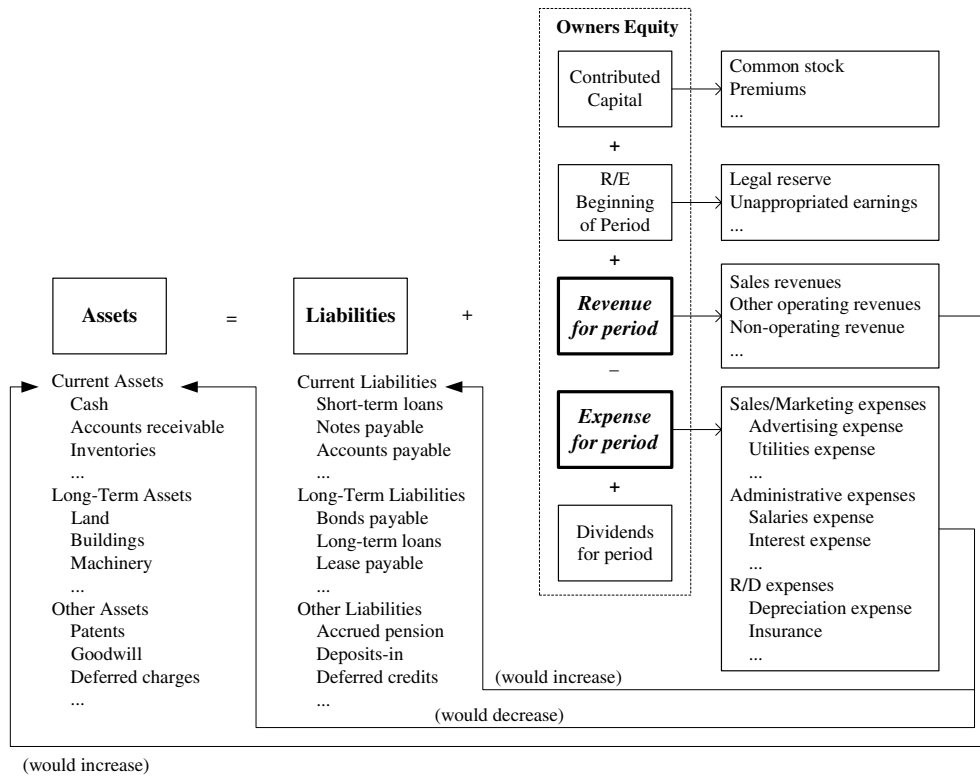 Owners Equity
Contributed
Capital
Common stock
Premiums
...
+
R/E
Beginning
of Period
Legal reserve
Unappropriated earnings
...
+
Assets
=
Liabilities
+
Revenue
for period
Sales revenues
Other operating revenues
Non-operating revenue
...
–
Expense
for period
Sales/Marketing expenses
Advertising expense
Utilities expense
...
Administrative expenses
Salaries expense
Interest expense
...
R/D expenses
Depreciation expense
Insurance
...
+
Dividends
for period
Current Assets
Cash
Accounts receivable
Inventories
...
Long-Term Assets
Land
Buildings
Machinery
...
Other Assets
Patents
Goodwill
Deferred charges
...
Current Liabilities
Short-term loans
Notes payable
Accounts payable
...
Long-Term Liabilities
Bonds payable
Long-term loans
Lease payable
...
Other Liabilities
Accrued pension
Deposits-in
Deferred credits
...
(would increase)
(would decrease)
(would increase)